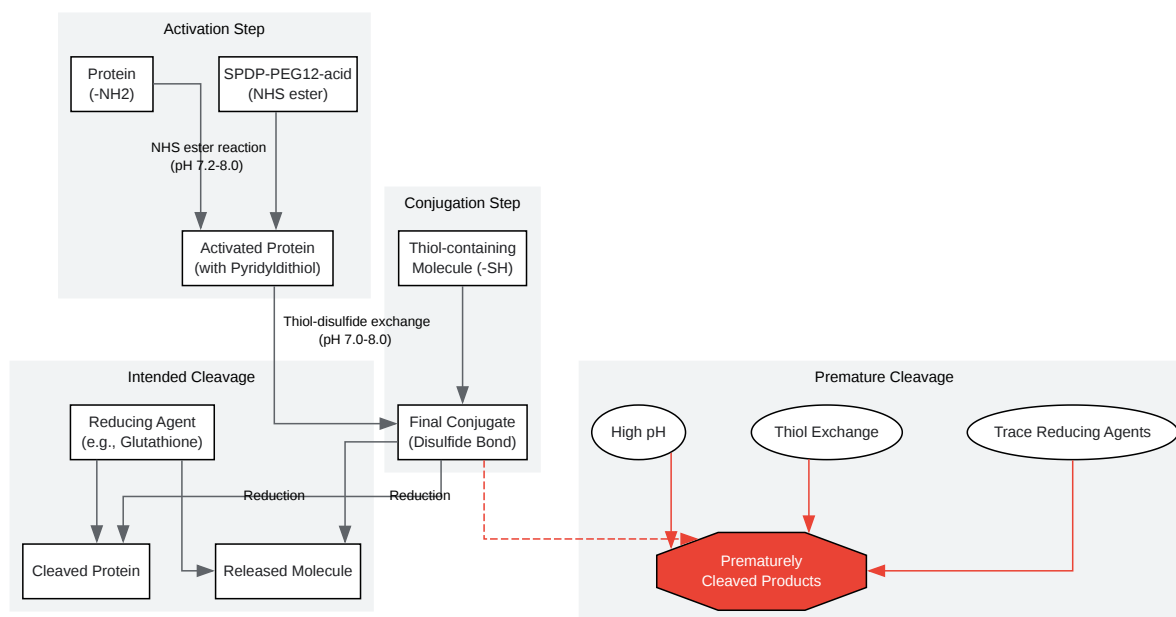 Activation Step
Protein
(-NH2)
SPDP-PEG12-acid
(NHS ester)
NHS ester reaction
(pH 7.2-8.0)
Activated Protein
(with Pyridyldithiol)
Conjugation Step
Thiol-containing
Molecule (-SH)
Thiol-disulfide exchange
(pH 7.0-8.0)
Final Conjugate
(Disulfide Bond)
Intended Cleavage
Reducing Agent
(e.g., Glutathione)
Reduction
Reduction
Cleaved Protein
Released Molecule
Premature Cleavage
High pH
Thiol Exchange
Trace Reducing Agents
Prematurely
Cleaved Products